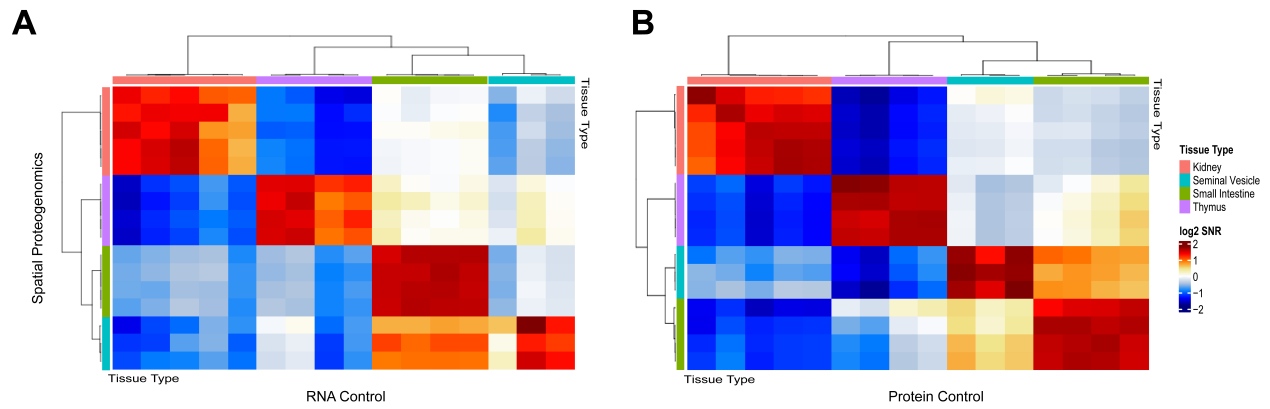 A
B
Tissue Type
Tissue Type
Spatial Proteogenomics
Tissue Type
Kidney
Seminal Vesicle
Small Intestine
Thymus
log2 SNR
2
1
0
−1
−2
Tissue Type
Tissue Type
RNA Control
Protein Control